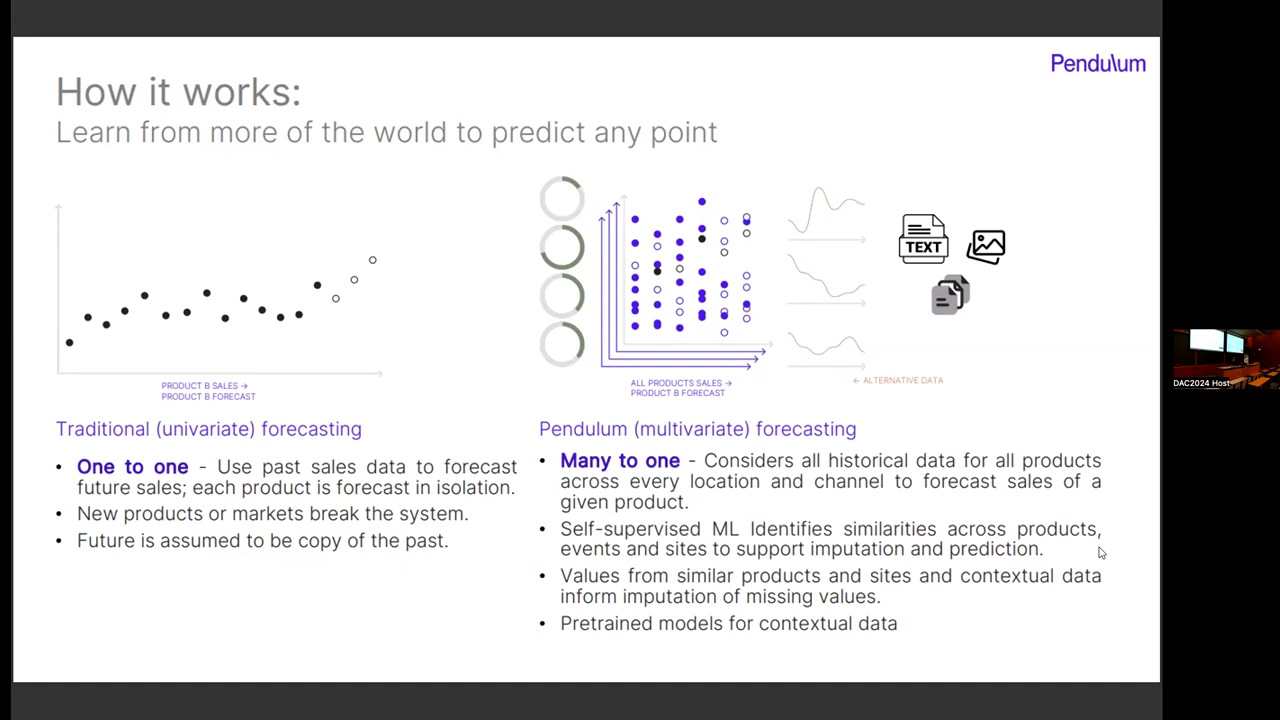 Pendulum
How it works:
Learn from more of the world to predict any point
TEXT
PRODUCT B SALES →
PRODUCT B FORECAST
ALL PRODUCTS SALES →
PRODUCT B FORECAST
← ALTERNATIVE DATA
Traditional (univariate) forecasting
• One to one - Use past sales data to forecast
future sales; each product is forecast in isolation.
• New products or markets break the system.
• Future is assumed to be copy of the past.
Pendulum (multivariate) forecasting
• Many to one - Considers all historical data for all products
across every location and channel to forecast sales of a
given product.
• Self-supervised ML Identifies similarities across products,
events and sites to support imputation and prediction.
• Values from similar products and sites and contextual data
inform imputation of missing values.
• Pretrained models for contextual data
DAC2024 Host